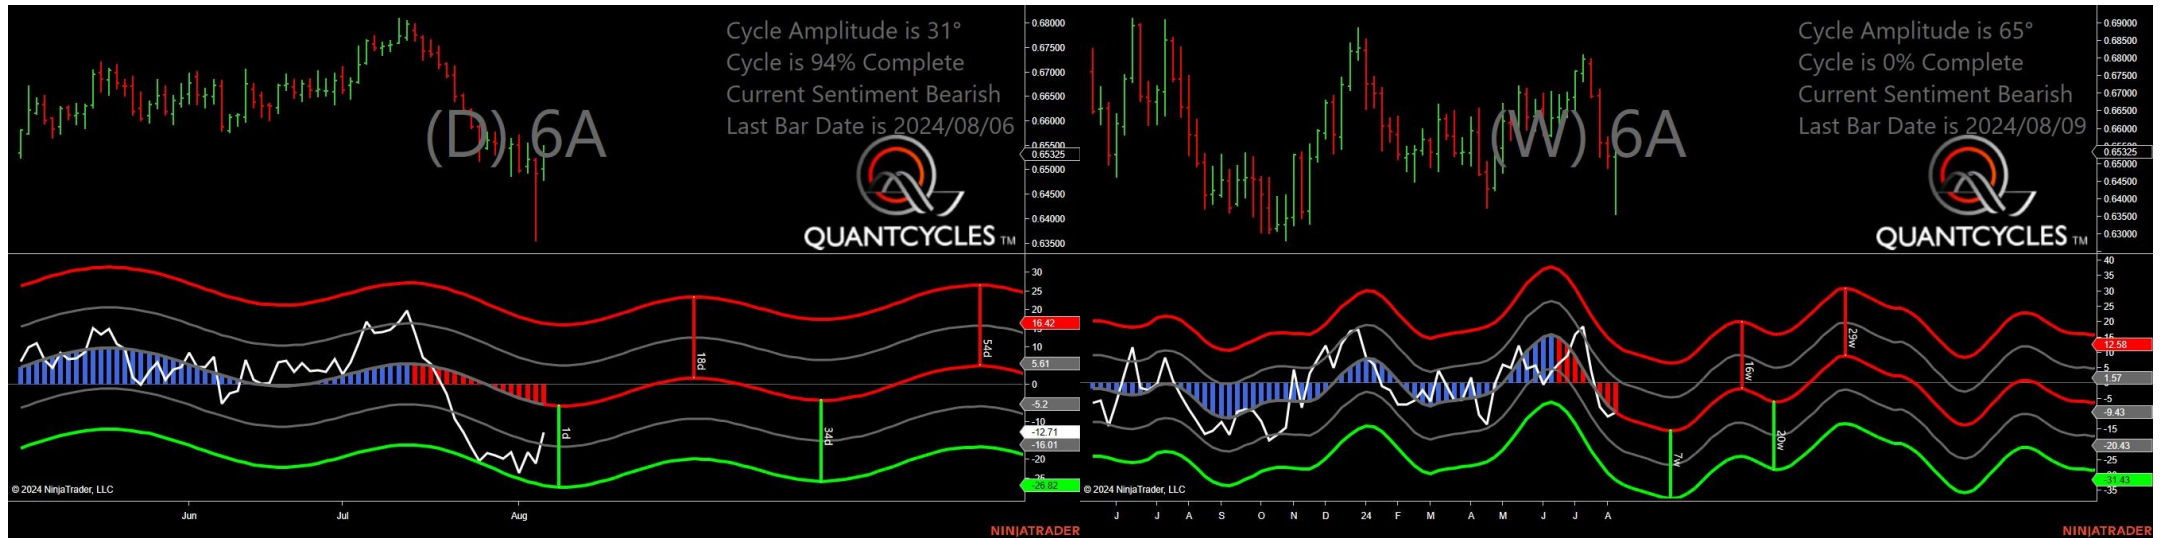 Cycle Amplitude is 31°
Cycle is 94% Complete
Current Sentiment Bearish
Last Bar Date is 2024/08/06
(D) 6A
QUANTCYCLES TM
0.68000
0.67500
0.67000
0.66500
0.66000
0.65500
0.65325
0.65000
0.64500
0.64000
0.63500
30
25
20
16.42
10
5.61
0
-5.2
-10
-12.71
-16.01
-20
-26.82
18d
54d
1d
34d
© 2024 NinjaTrader, LLC
Jun
Jul
Aug
NINJATRADER
Cycle Amplitude is 65°
Cycle is 0% Complete
Current Sentiment Bearish
Last Bar Date is 2024/08/09
(W) 6A
QUANTCYCLES TM
0.69000
0.68500
0.68000
0.67500
0.67000
0.66500
0.66000
0.65325
0.65000
0.64500
0.64000
0.63500
0.63000
40
35
30
25
20
15
12.58
10
5
1.57
-5
-9.43
-15
-20.43
-25
-31.43
-35
16w
29w
7w
20w
© 2024 NinjaTrader, LLC
J
J
A
S
O
N
D
24
F
M
A
M
J
J
A
NINJATRADER